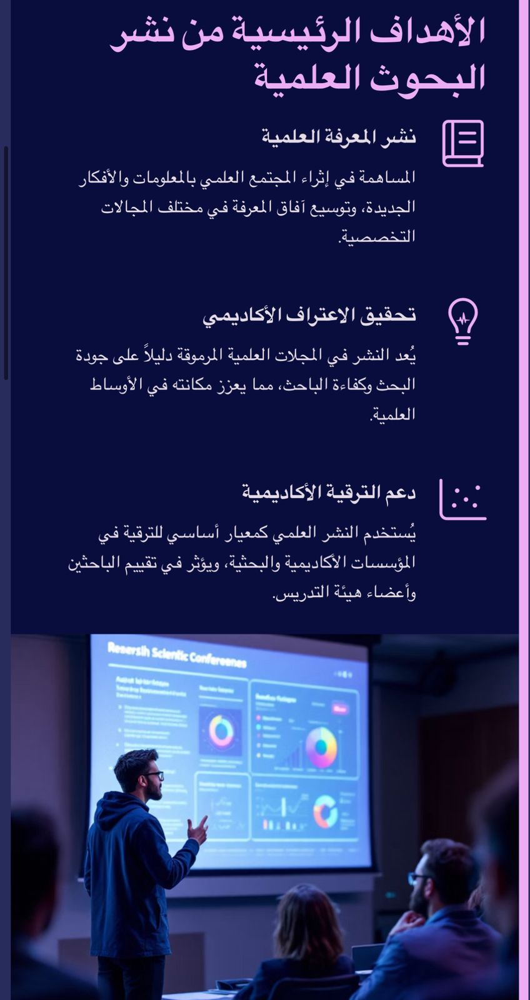 الأهداف الرئيسية من نشر
البحوث العلمية
نشر المعرفة العلمية
المساهمة في إثراء المجتمع العلمي بالمعلومات والأفكار
الجديدة، وتوسيع آفاق المعرفة في مختلف المجالات
التخصصية.
تحقيق الاعتراف الأكاديمي
يُعد النشر في المجلات العلمية المرموقة دليلاً على جودة
البحث وكفاءة الباحث، مما يعزز مكانته في الأوساط
العلمية.
دعم الترقية الأكاديمية
يُستخدم النشر العلمي كمعيار أساسي للترقية في
المؤسسات الأكاديمية والبحثية، ويؤثر في تقييم الباحثين
وأعضاء هيئة التدريس.
Resersih Scientic Conferoenes